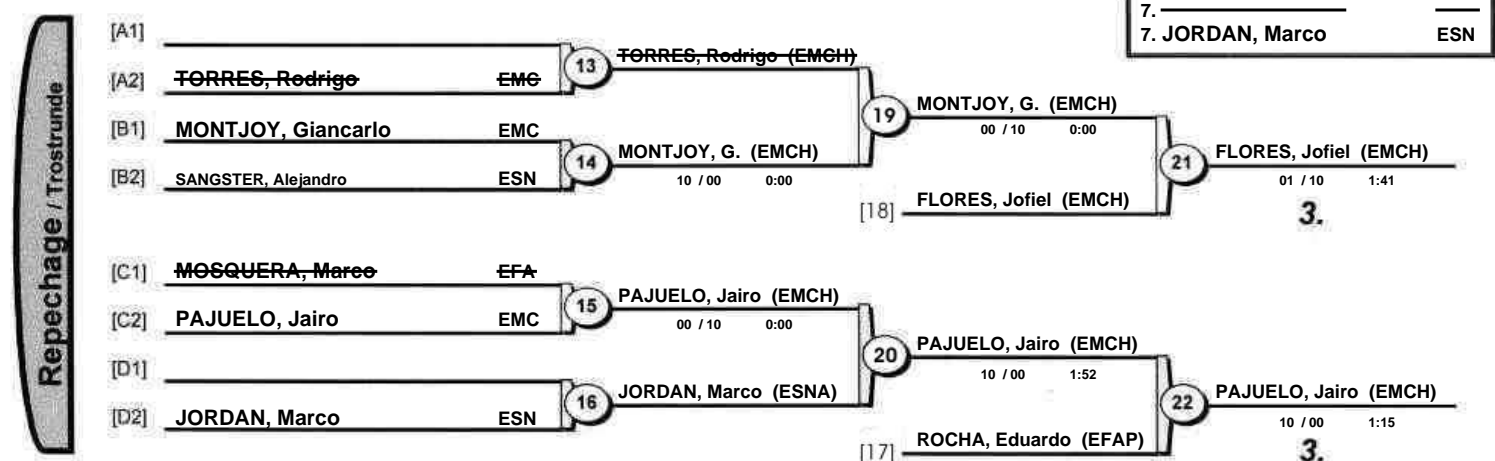 7.
7. JORDAN, Marco ESN
Repechage / Trostrunde
[A1]
[A2] TORRES, Rodrigo EMC
13
TORRES, Rodrigo (EMCH)
[B1] MONTJOY, Giancarlo EMC
[B2] SANGSTER, Alejandro ESN
14
MONTJOY, G. (EMCH)
10 / 00 0:00
19
MONTJOY, G. (EMCH)
00 / 10 0:00
[18] FLORES, Jofiel (EMCH)
21
FLORES, Jofiel (EMCH)
01 / 10 1:41
3.
[C1] MOSQUERA, Marco EFA
[C2] PAJUELO, Jairo EMC
15
PAJUELO, Jairo (EMCH)
00 / 10 0:00
[D1]
[D2] JORDAN, Marco ESN
16
JORDAN, Marco (ESNA)
20
PAJUELO, Jairo (EMCH)
10 / 00 1:52
[17] ROCHA, Eduardo (EFAP)
22
PAJUELO, Jairo (EMCH)
10 / 00 1:15
3.